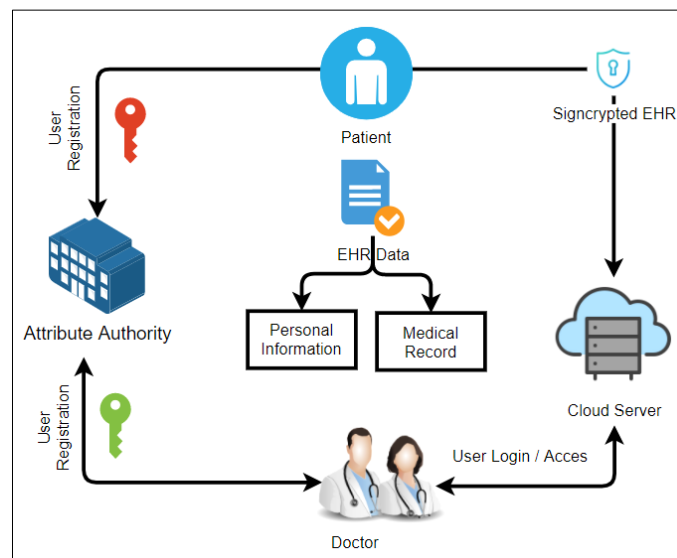 User
Registration
Patient
Signcrypted EHR
EHR Data
Personal
Information
Medical
Record
Attribute Authority
Cloud Server
User
Registration
User Login / Acces
Doctor